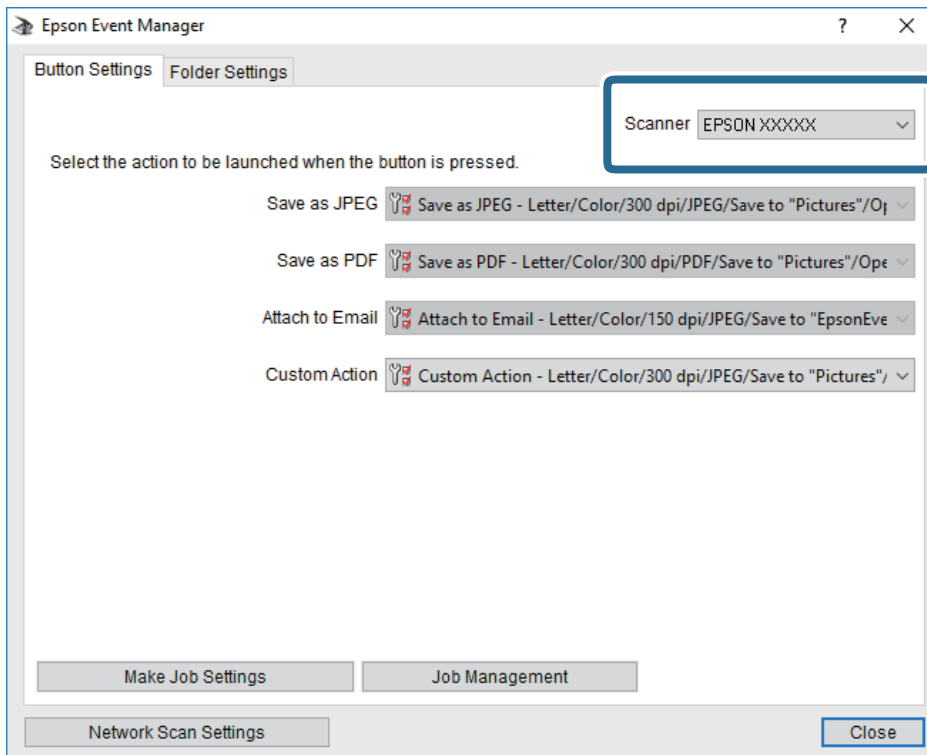 Epson Event Manager
Button Settings Folder Settings
Scanner EPSON XXXXX
Select the action to be launched when the button is pressed.
Save as JPEG Save as JPEG - Letter/Color/300 dpi/JPEG/Save to "Pictures"/Op
Save as PDF Save as PDF - Letter/Color/300 dpi/PDF/Save to "Pictures"/Ope
Attach to Email Attach to Email - Letter/Color/150 dpi/JPEG/Save to "EpsonEve
Custom Action Custom Action - Letter/Color/300 dpi/JPEG/Save to "Pictures"/
Make Job Settings Job Management
Network Scan Settings Close